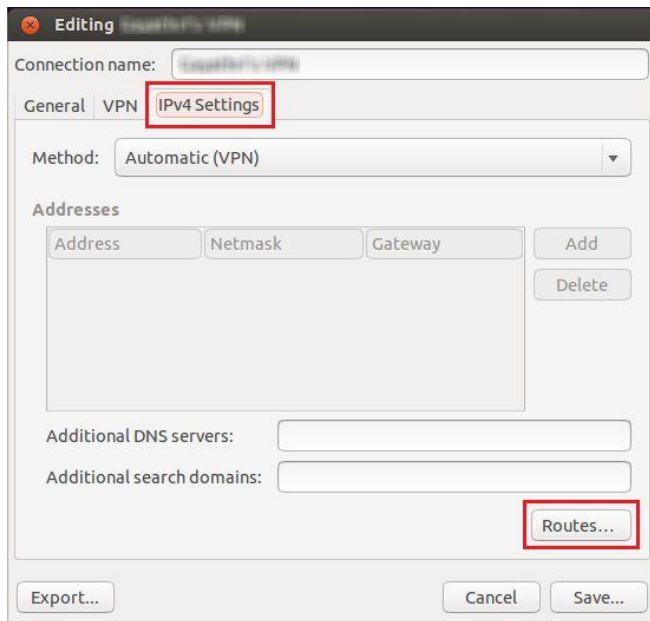 Editing
Connection name:
General VPN IPv4 Settings
Method: Automatic (VPN)
Addresses
Address Netmask Gateway Add
Delete
Additional DNS servers:
Additional search domains:
Routes...
Export... Cancel Save...